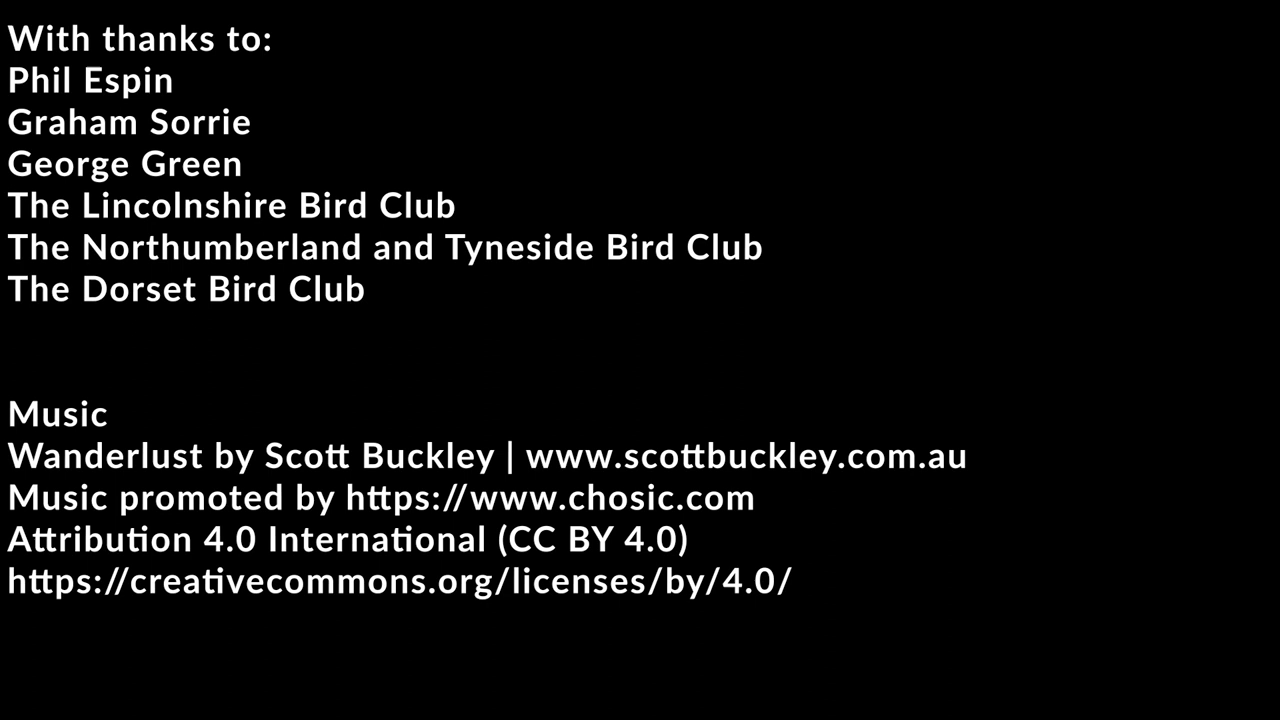 With thanks to:
Phil Espin
Graham Sorrie
George Green
The Lincolnshire Bird Club
The Northumberland and Tyneside Bird Club
The Dorset Bird Club
Music
Wanderlust by Scott Buckley | www.scottbuckley.com.au
Music promoted by https://www.chosic.com
Attribution 4.0 International (CC BY 4.0)
https://creativecommons.org/licenses/by/4.0/